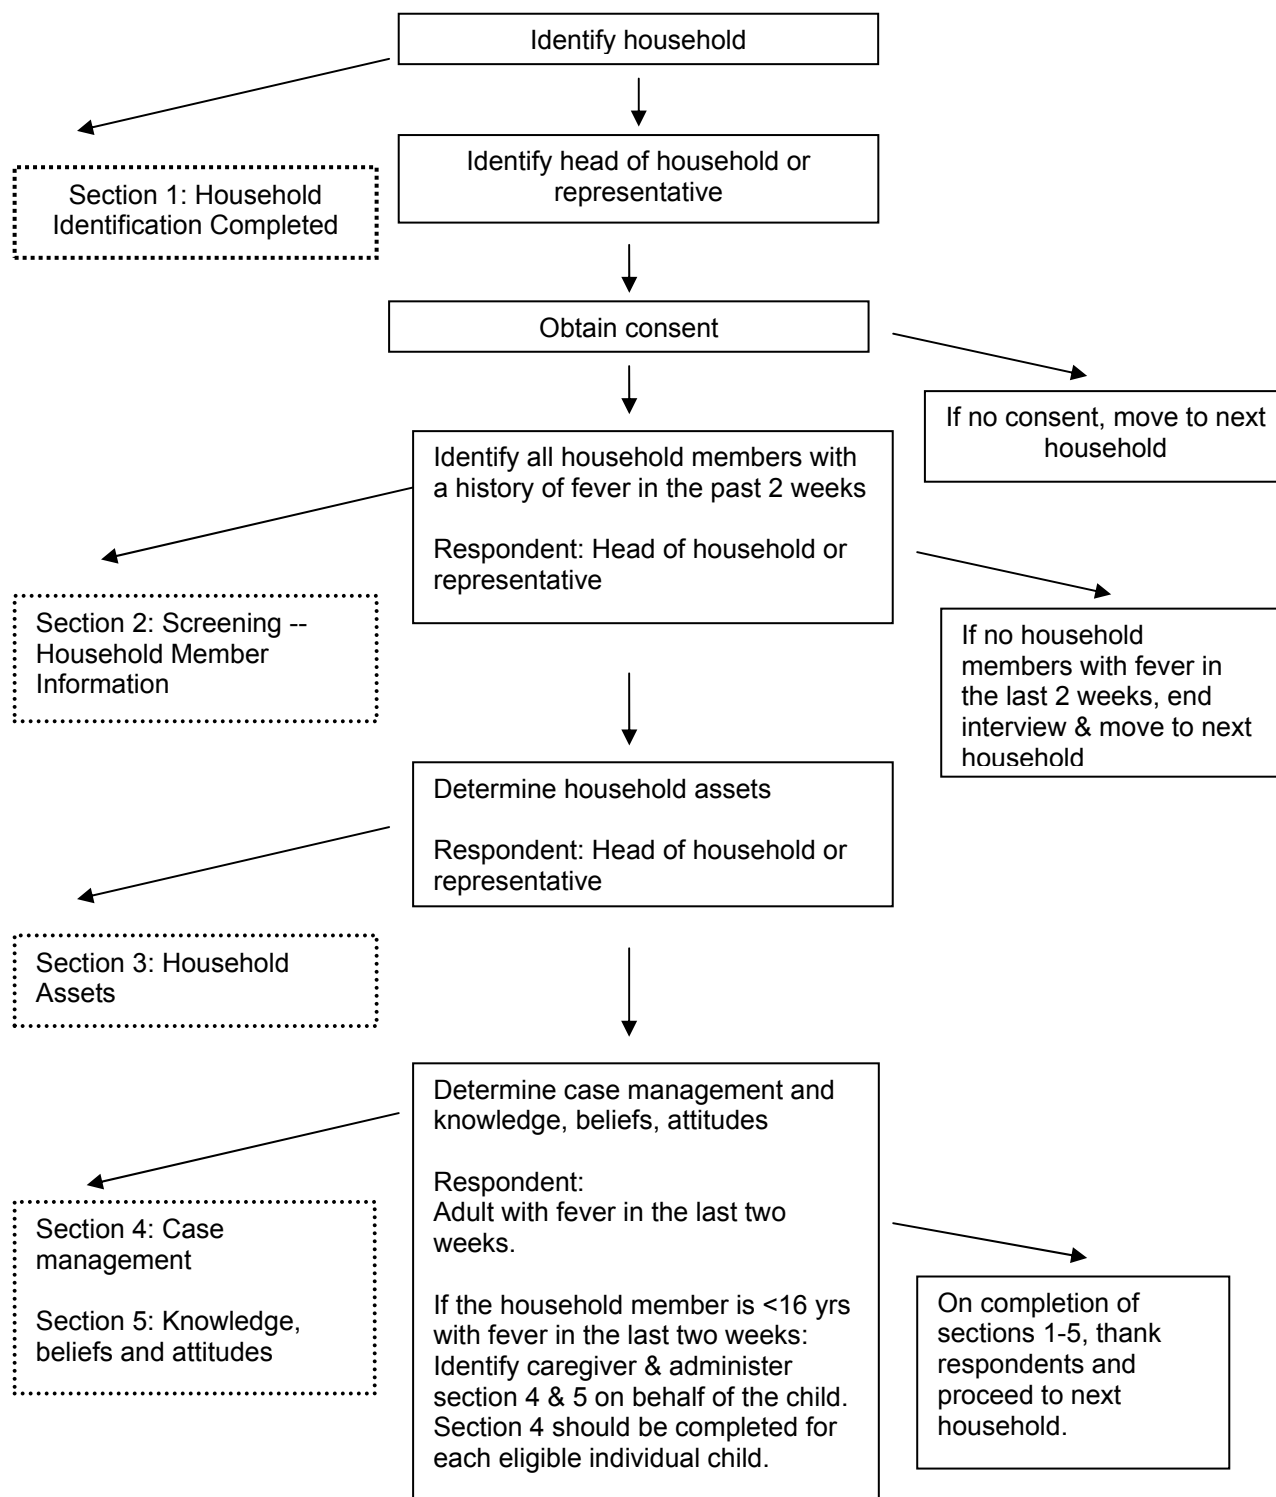 Identify household
Identify head of household or
representative
Section 1: Household
Identification Completed
Obtain consent
If no consent, move to next
household
Identify all household members with
a history of fever in the past 2 weeks
Respondent: Head of household or
representative
Section 2: Screening --
Household Member
Information
If no household
members with fever in
the last 2 weeks, end
interview & move to next
household
Determine household assets
Respondent: Head of household or
representative
Section 3: Household
Assets
Determine case management and
knowledge, beliefs, attitudes
Respondent:
Adult with fever in the last two
weeks.
If the household member is <16 yrs
with fever in the last two weeks:
Identify caregiver & administer
section 4 & 5 on behalf of the child.
Section 4 should be completed for
each eligible individual child.
Section 4: Case
management
Section 5: Knowledge,
beliefs and attitudes
On completion of
sections 1-5, thank
respondents and
proceed to next
household.